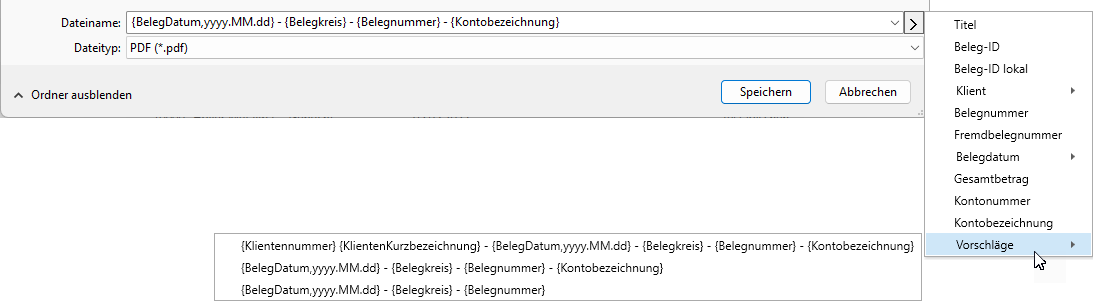 Dateiname: {BelegDatum,yyyy.MM.dd} - {Belegkreis} - {Belegnummer} - {Kontobezeichnung}
Dateityp: PDF (*.pdf)
Ordner ausblenden
Speichern
Abbrechen
Titel
Beleg-ID
Beleg-ID lokal
Klient
Belegnummer
Fremdbelegnummer
Belegdatum
Gesamtbetrag
Kontonummer
Kontobezeichnung
Vorschläge
{Klientennummer} {KlientenKurzbezeichnung} - {BelegDatum,yyyy.MM.dd} - {Belegkreis} - {Belegnummer} - {Kontobezeichnung}
{BelegDatum,yyyy.MM.dd} - {Belegkreis} - {Belegnummer} - {Kontobezeichnung}
{BelegDatum,yyyy.MM.dd} - {Belegkreis} - {Belegnummer}